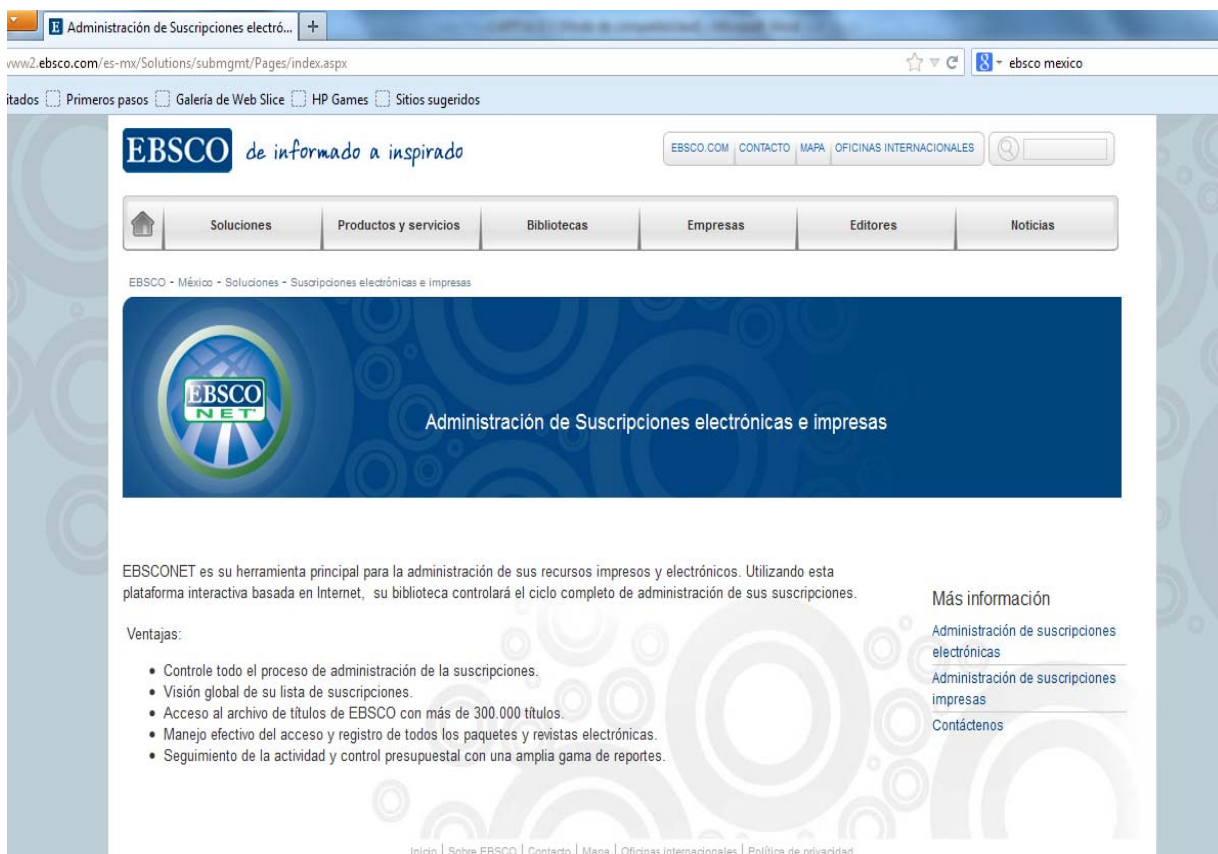 Administración de Suscripciones electró... +
www2.ebsco.com/es-mx/Solutions/submgmt/Pages/index.aspx
ebsco mexico
itados Primeros pasos Galería de Web Slice HP Games Sitios sugeridos
EBSCO de informado a inspirado
EBSCO.COM CONTACTO MAPA OFICINAS INTERNACIONALES
Soluciones Productos y servicios Bibliotecas Empresas Editores Noticias
EBSCO - México - Soluciones - Suscripciones electrónicas e impresas
EBSCO
NET
Administración de Suscripciones electrónicas e impresas
EBSCONET es su herramienta principal para la administración de sus recursos impresos y electrónicos. Utilizando esta
plataforma interactiva basada en Internet, su biblioteca controlará el ciclo completo de administración de sus suscripciones.
Ventajas:
• Controle todo el proceso de administración de la suscripciones.
• Visión global de su lista de suscripciones.
• Acceso al archivo de títulos de EBSCO con más de 300.000 títulos.
• Manejo efectivo del acceso y registro de todos los paquetes y revistas electrónicas.
• Seguimiento de la actividad y control presupuestal con una amplia gama de reportes.
Más información
Administración de suscripciones
electrónicas
Administración de suscripciones
impresas
Contáctenos
Inicio | Sobre EBSCO | Contacto | Mapa | Oficinas internacionales | Política de privacidad